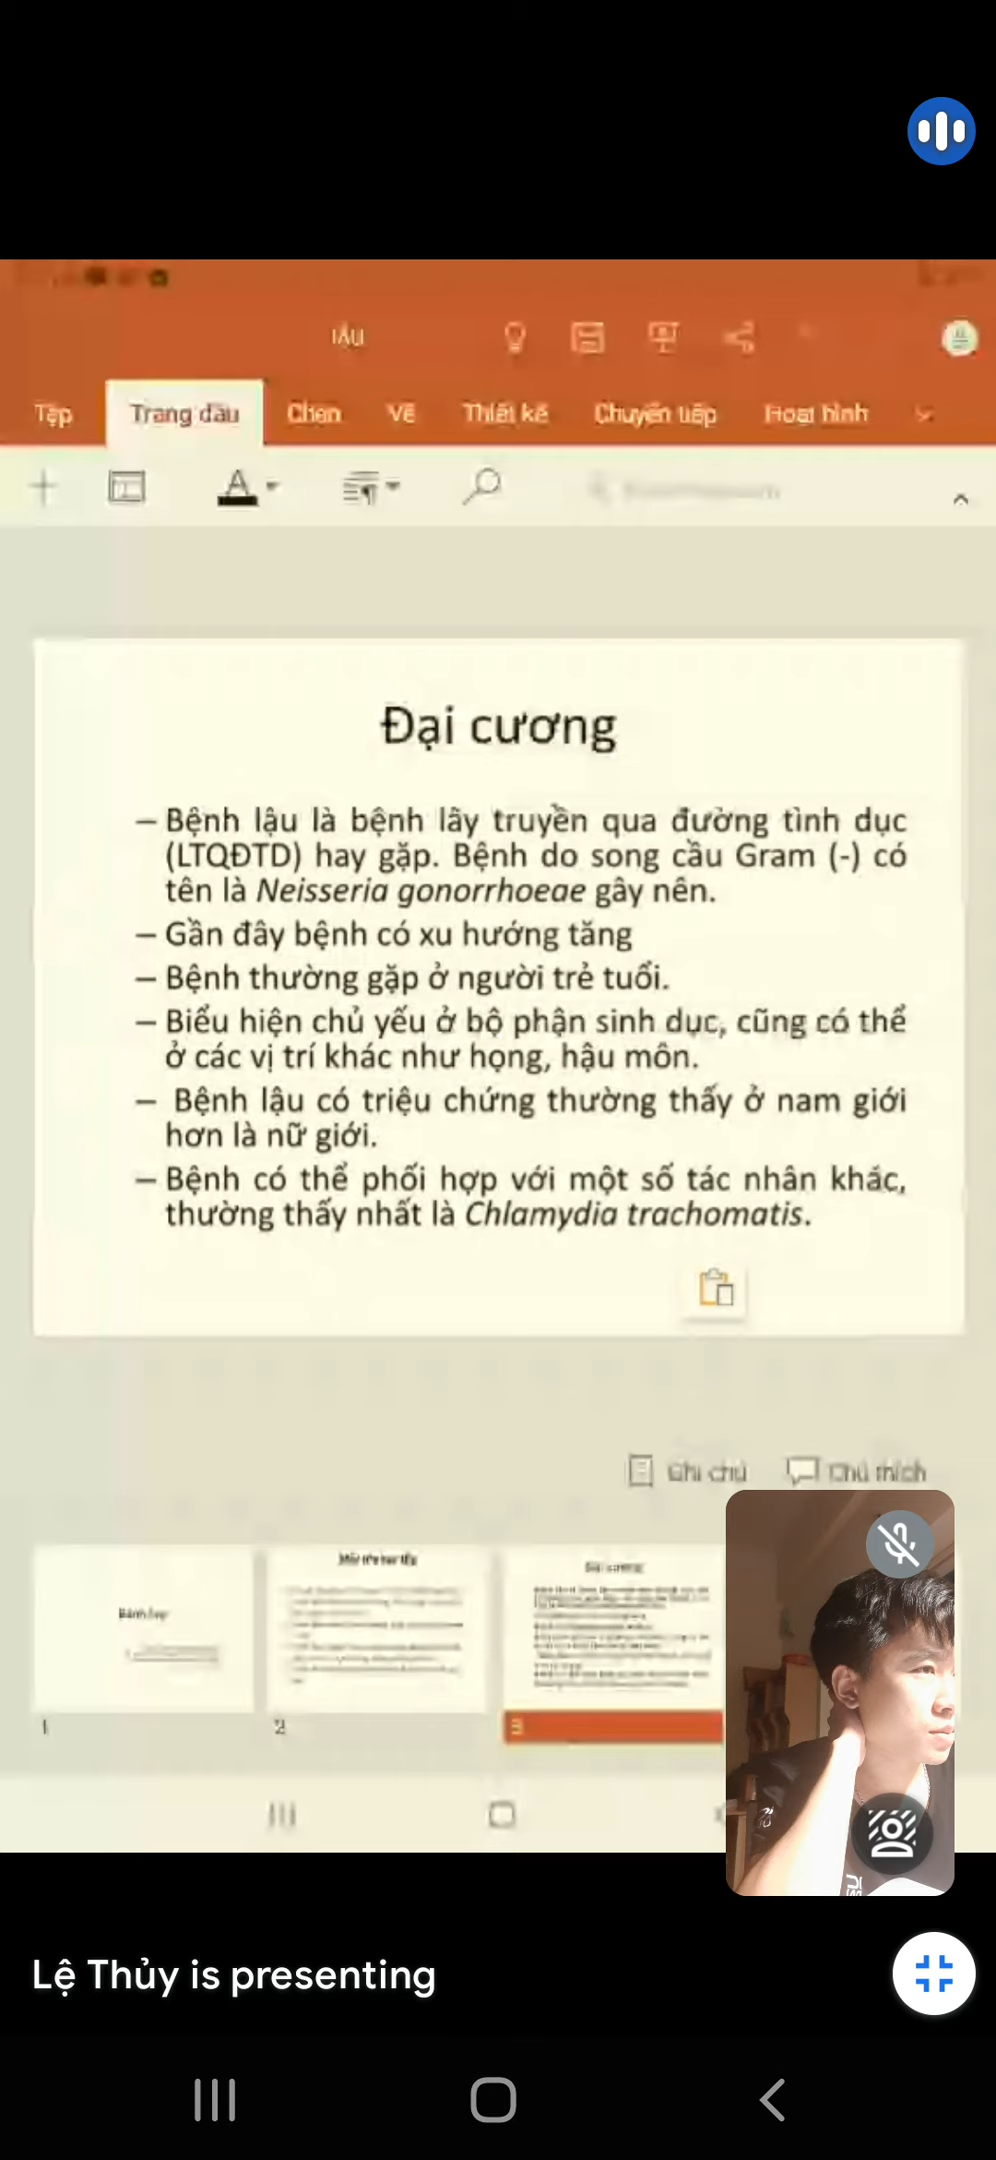 lẬU
Tệp Trang đầu Chèn Vẽ Thiết kế Chuyển tiếp Hoạt hình
A
Đại cương
– Bệnh lậu là bệnh lây truyền qua đường tình dục
(LTQĐTD) hay gặp. Bệnh do song cầu Gram (-) có
tên là Neisseria gonorrhoeae gây nên.
– Gần đây bệnh có xu hướng tăng
– Bệnh thường gặp ở người trẻ tuổi.
– Biểu hiện chủ yếu ở bộ phận sinh dục, cũng có thể
ở các vị trí khác như họng, hậu môn.
– Bệnh lậu có triệu chứng thường thấy ở nam giới
hơn là nữ giới.
– Bệnh có thể phối hợp với một số tác nhân khác,
thường thấy nhất là Chlamydia trachomatis.
Ghi chú Chú thích
Đại cương
1 2 3
Lệ Thủy is presenting